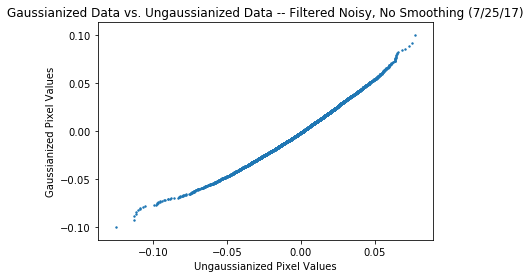 Gaussianized Data vs. Ungaussianized Data -- Filtered Noisy, No Smoothing (7/25/17)
Gaussianized Pixel Values
0.10
0.05
0.00
−0.05
−0.10
−0.10 −0.05 0.00 0.05
Ungaussianized Pixel Values